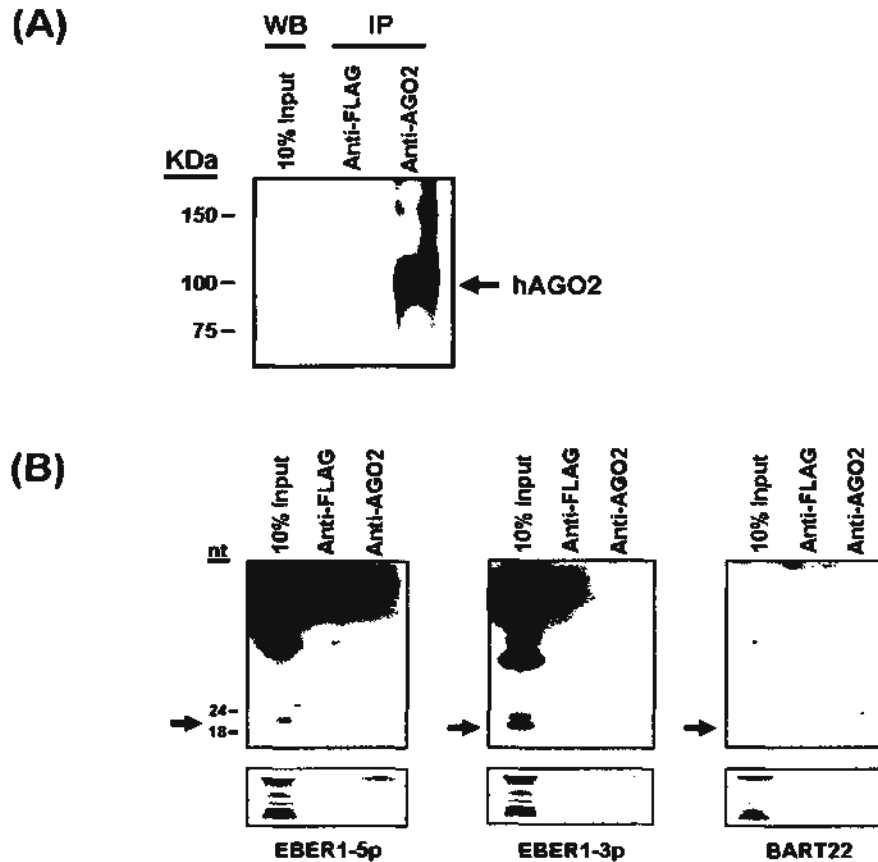 (A)
WB IP
10% Input Anti-FLAG Anti-AGO2
KDa
150
100
hAGO2
75
(B)
10% Input Anti-FLAG Anti-AGO2 10% Input Anti-FLAG Anti-AGO2 10% Input Anti-FLAG Anti-AGO2
nt
24
18
EBER1-5p EBER1-3p BART22